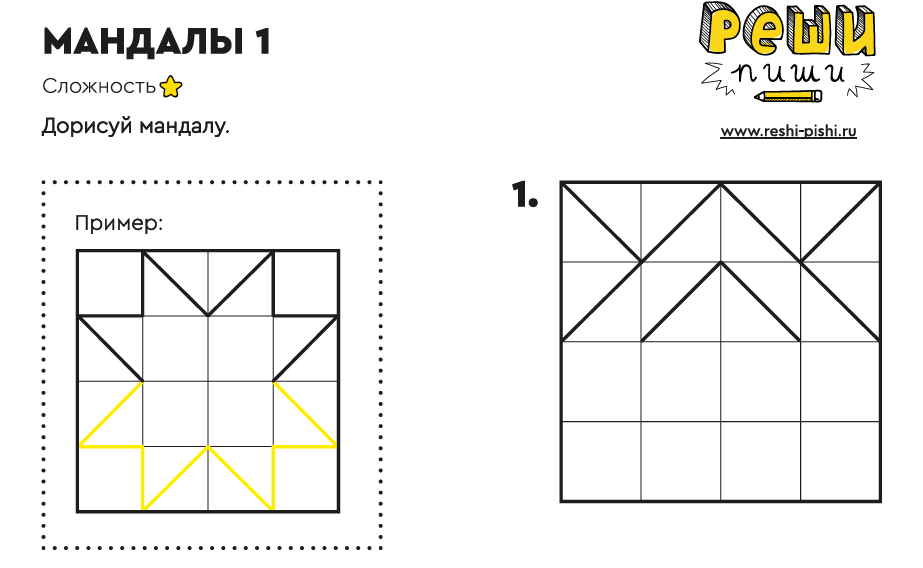 МАНДАЛЫ 1
Сложность
Дорисуй мандалу.
РЕШИ
пиши
www.reshi-pishi.ru
Пример:
1.